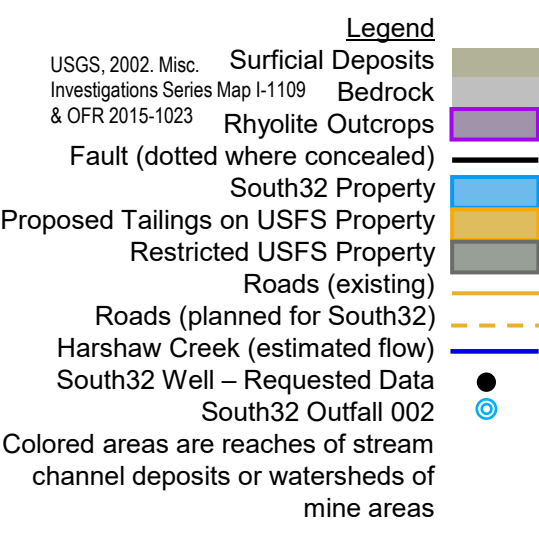 Legend
USGS, 2002. Misc.
Investigations Series Map I-1109
& OFR 2015-1023
Surficial Deposits
Bedrock
Rhyolite Outcrops
Fault (dotted where concealed)
South32 Property
Proposed Tailings on USFS Property
Restricted USFS Property
Roads (existing)
Roads (planned for South32)
Harshaw Creek (estimated flow)
South32 Well – Requested Data
South32 Outfall 002
Colored areas are reaches of stream
channel deposits or watersheds of
mine areas